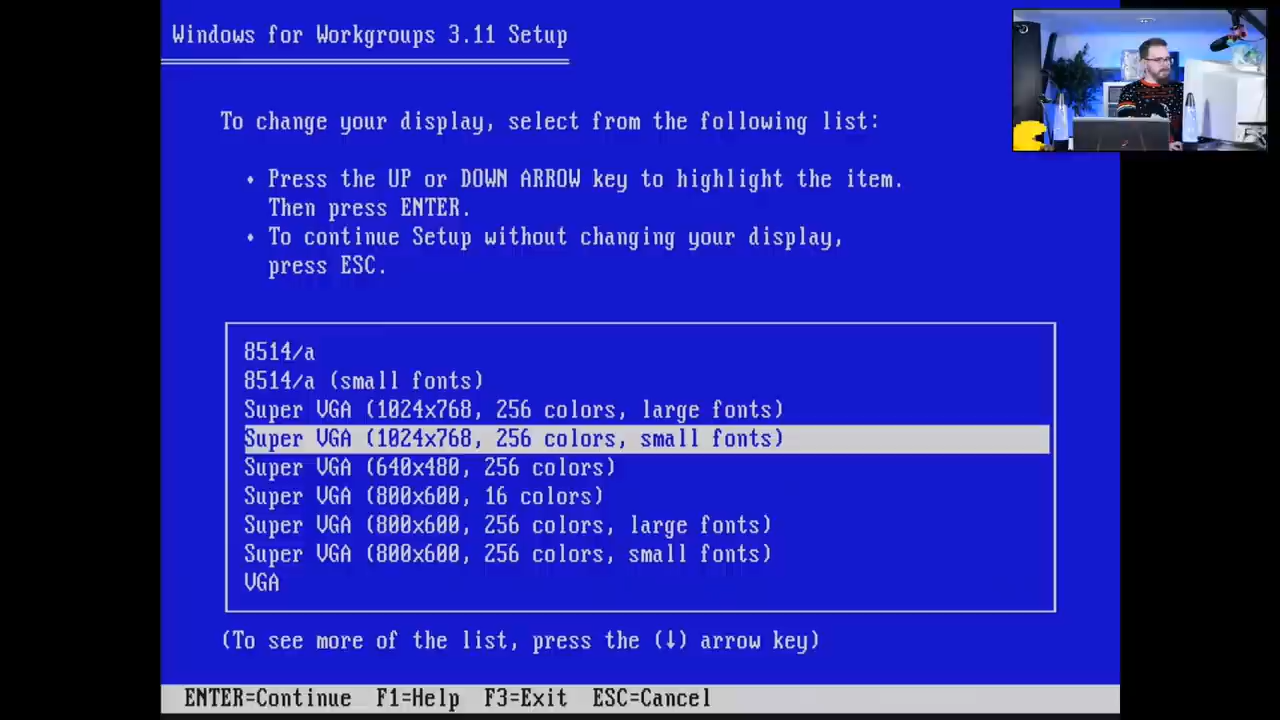 Windows for Workgroups 3.11 Setup
To change your display, select from the following list:
• Press the UP or DOWN ARROW key to highlight the item.
Then press ENTER.
• To continue Setup without changing your display,
press ESC.
8514/a
8514/a (small fonts)
Super VGA (1024x768, 256 colors, large fonts)
Super VGA (1024x768, 256 colors, small fonts)
Super VGA (640x480, 256 colors)
Super VGA (800x600, 16 colors)
Super VGA (800x600, 256 colors, large fonts)
Super VGA (800x600, 256 colors, small fonts)
VGA
(To see more of the list, press the (↓) arrow key)
ENTER=Continue F1=Help F3=Exit ESC=Cancel